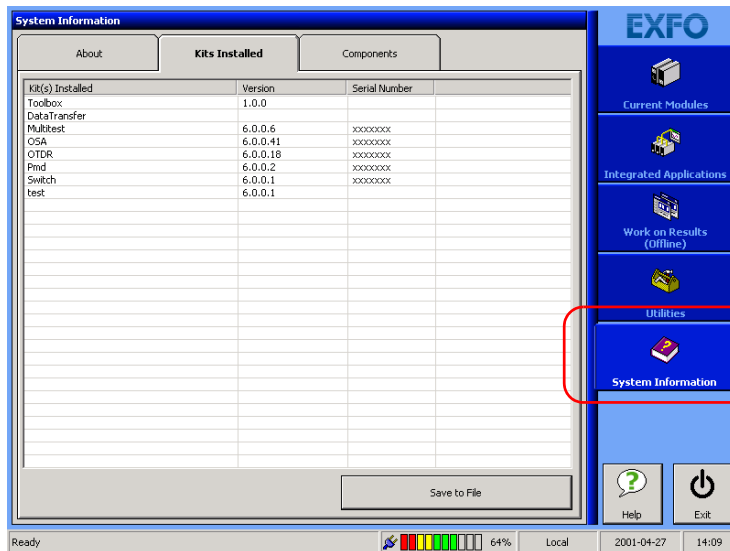 System Information
EXFO
About Kits Installed Components
Kit(s) Installed Version Serial Number
Toolbox 1.0.0
DataTransfer
Multitest 6.0.0.6 xxxxxxx
OSA 6.0.0.41 xxxxxxx
OTDR 6.0.0.18 xxxxxxx
Pmd 6.0.0.2 xxxxxxx
Switch 6.0.0.1 xxxxxxx
test 6.0.0.1
Save to File
Current Modules
Integrated Applications
Work on Results
(Offline)
Utilities
System Information
Help Exit
Ready 64% Local 2001-04-27 14:09